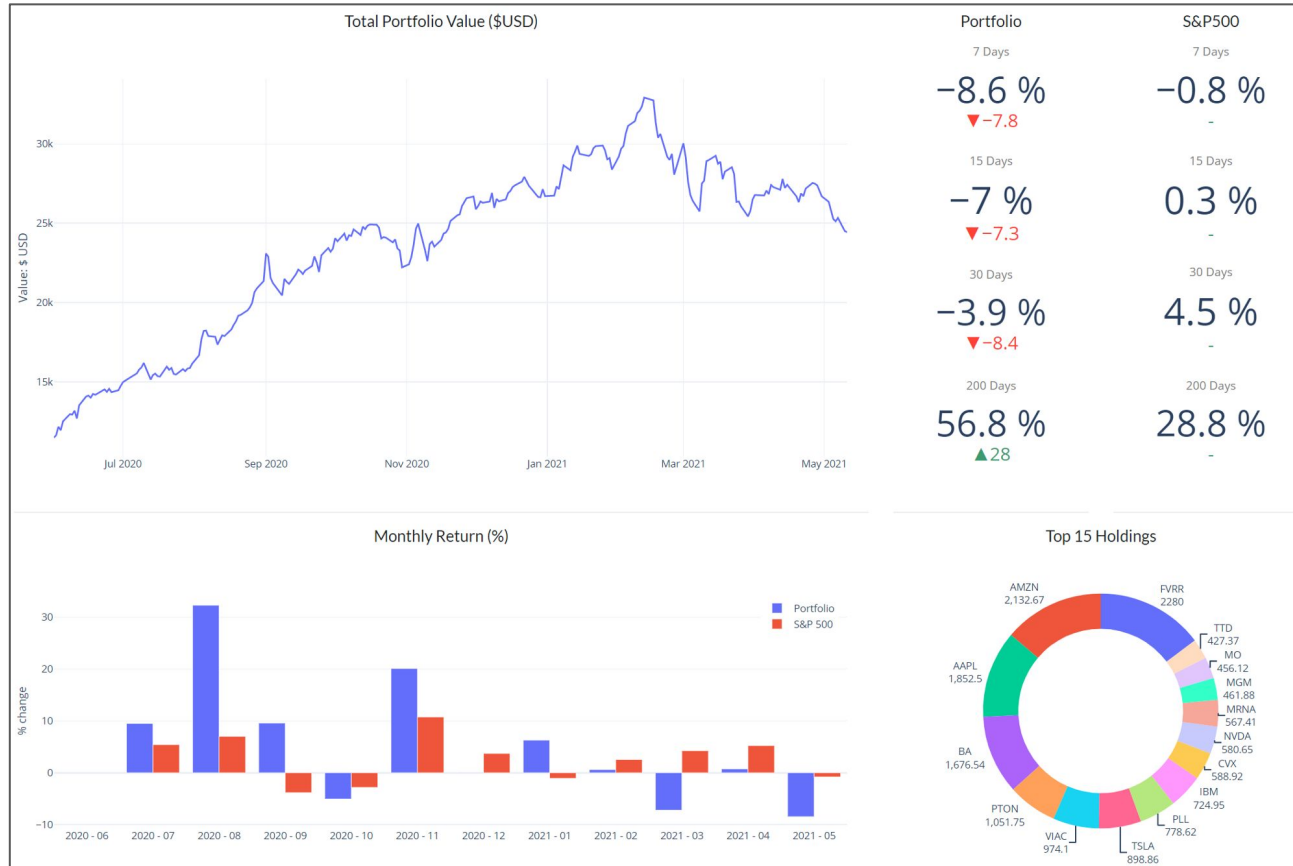 Total Portfolio Value ($USD)
Value: $ USD
30k
25k
20k
15k
Jul 2020
Sep 2020
Nov 2020
Jan 2021
Mar 2021
May 2021
Portfolio
S&P500
7 Days
7 Days
−8.6 %
−0.8 %
▼−7.8
-
15 Days
15 Days
−7 %
0.3 %
▼−7.3
-
30 Days
30 Days
−3.9 %
4.5 %
▼−8.4
-
200 Days
200 Days
56.8 %
28.8 %
▲28
-
Monthly Return (%)
% change
30
20
10
0
−10
Portfolio
S&P 500
2020 - 06
2020 - 07
2020 - 08
2020 - 09
2020 - 10
2020 - 11
2020 - 12
2021 - 01
2021 - 02
2021 - 03
2021 - 04
2021 - 05
Top 15 Holdings
FVRR
2280
TTD
427.37
MO
456.12
MGM
461.88
MRNA
567.41
NVDA
580.65
CVX
588.92
IBM
724.95
PLL
778.62
TSLA
898.86
VIAC
974.1
PTON
1,051.75
BA
1,676.54
AAPL
1,852.5
AMZN
2,132.67